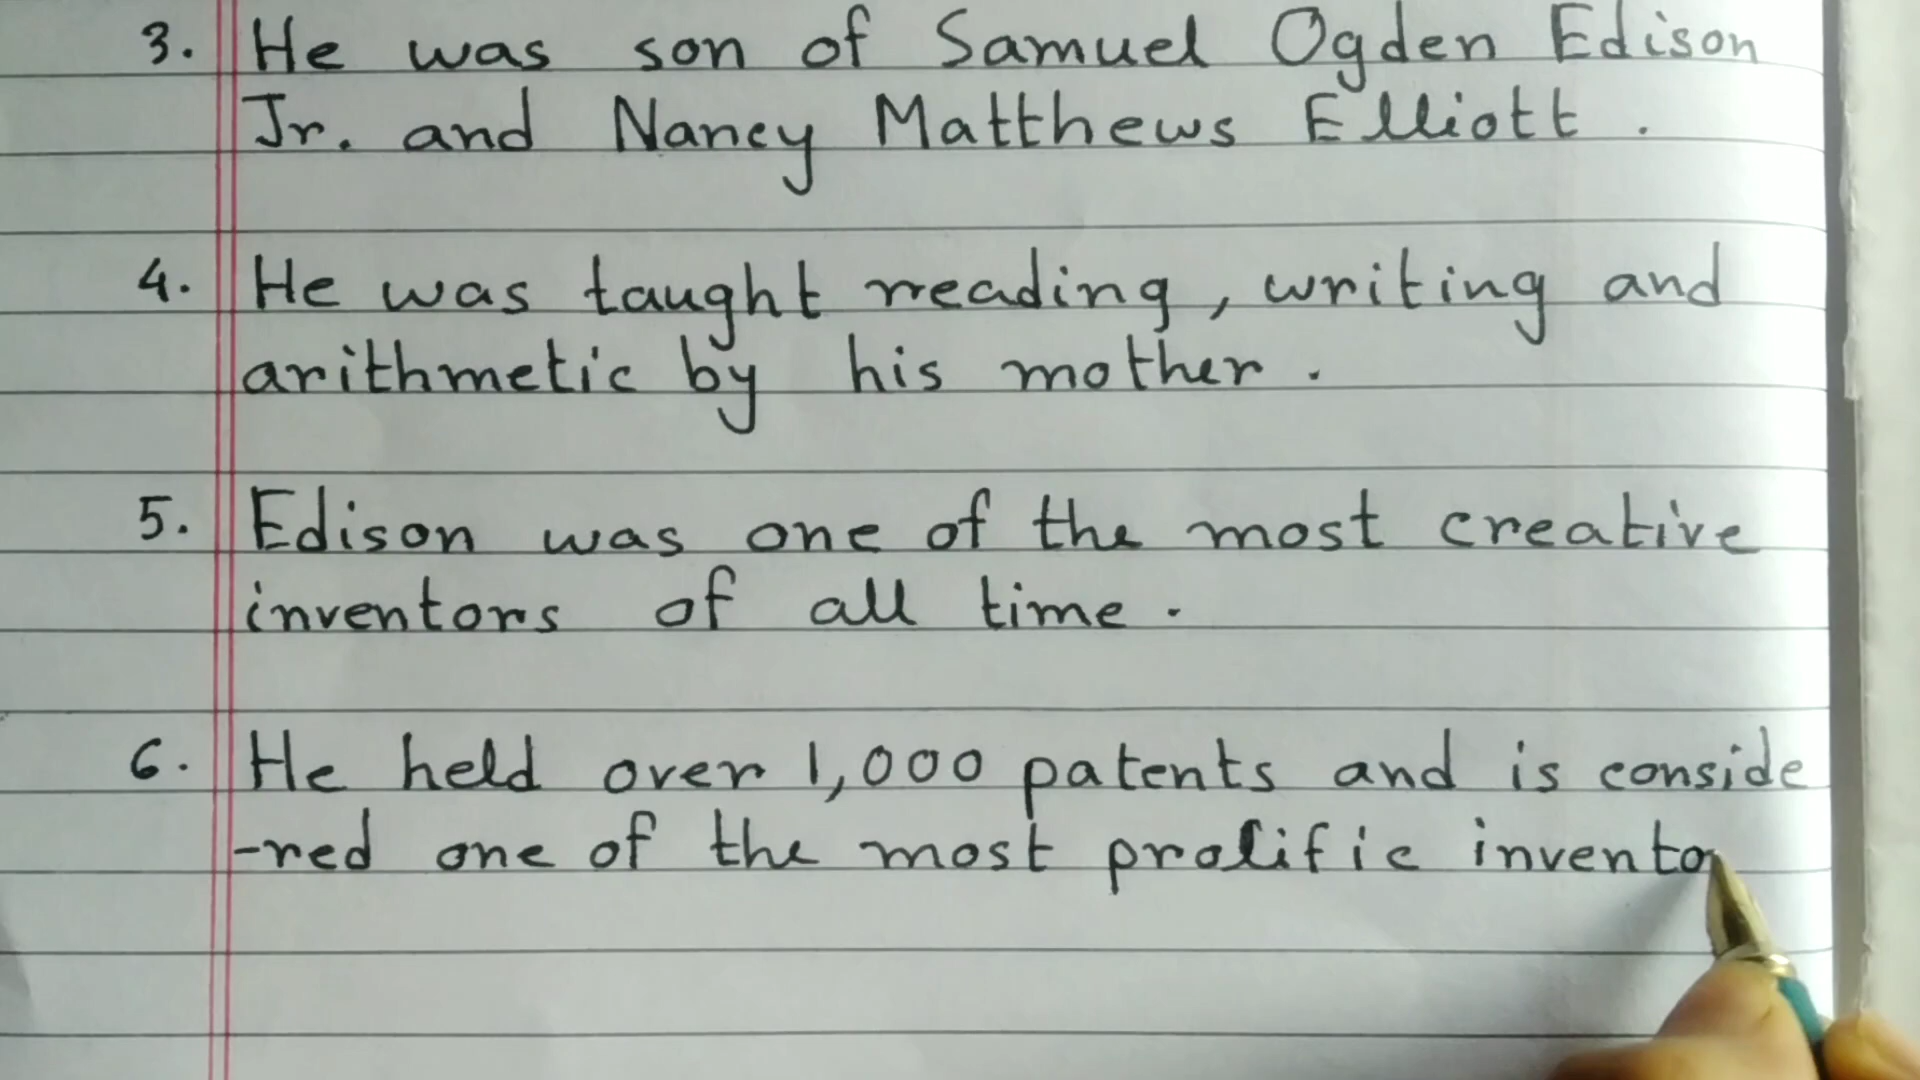 3. He was son of Samuel Ogden Edison
Jr. and Nancy Matthews Elliott .
4. He was taught reading, writing and
arithmetic by his mother .
5. Edison was one of the most creative
inventors of all time .
6. He held over 1,000 patents and is conside
-red one of the most prolific invento